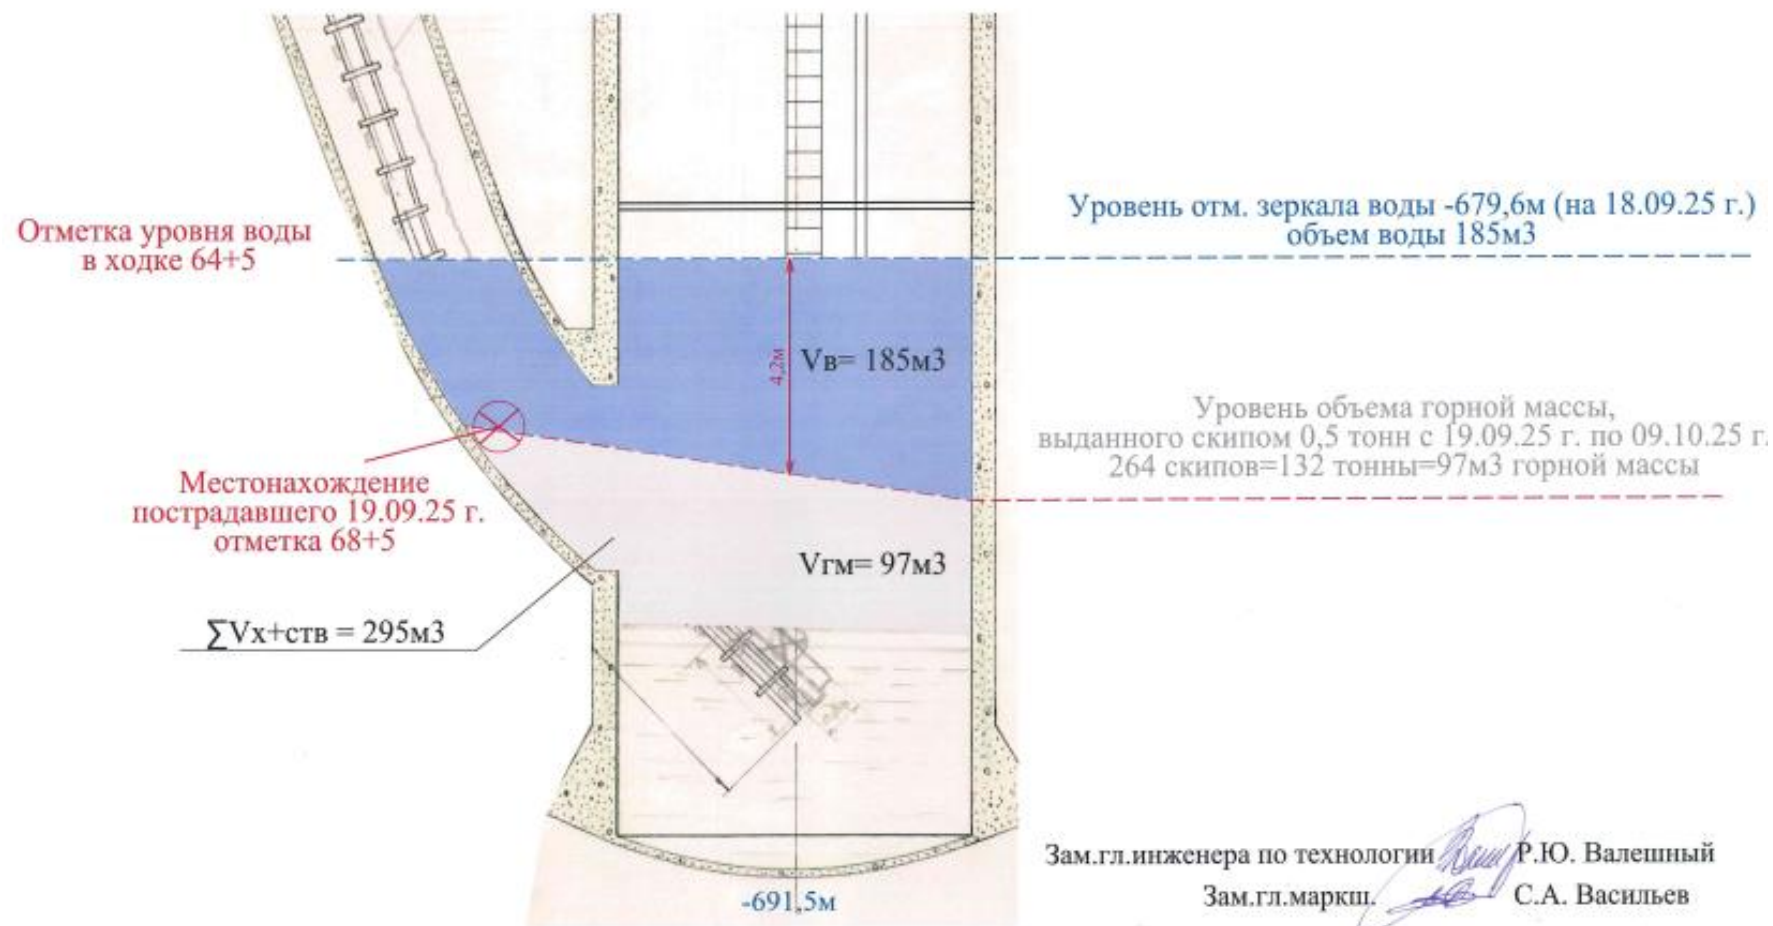 Отметка уровня воды
в ходке 64+5
Уровень отм. зеркала воды -679,6м (на 18.09.25 г.)
объем воды 185м3
4,2м
Vв= 185м3
Уровень объема горной массы,
выданного скипом 0,5 тонн с 19.09.25 г. по 09.10.25 г.
264 скипов=132 тонны=97м3 горной массы
Местонахождение
пострадавшего 19.09.25 г.
отметка 68+5
Vгм= 97м3
∑Vх+ств = 295м3
-691,5м
Зам.гл.инженера по технологии Р.Ю. Валешный
Зам.гл.маркш. С.А. Васильев